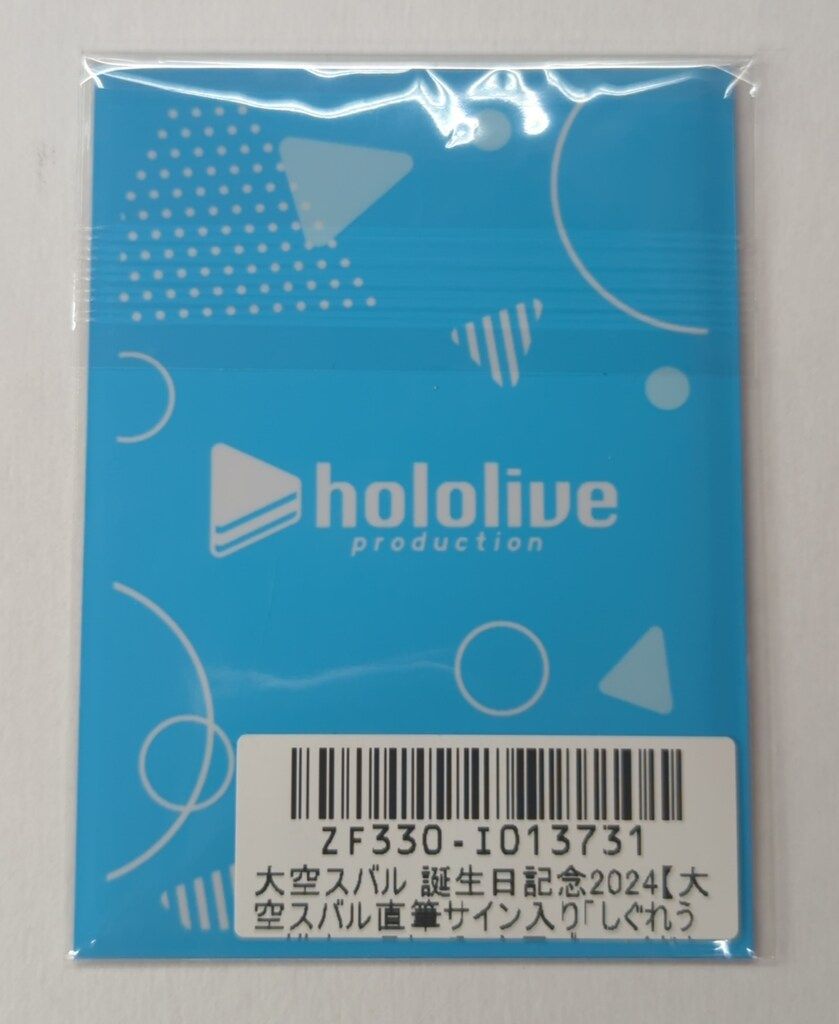 hololive
production
ZF330-I013731
大空スバル 誕生日記念2024【大
空スバル直筆サイン入り「しぐれう